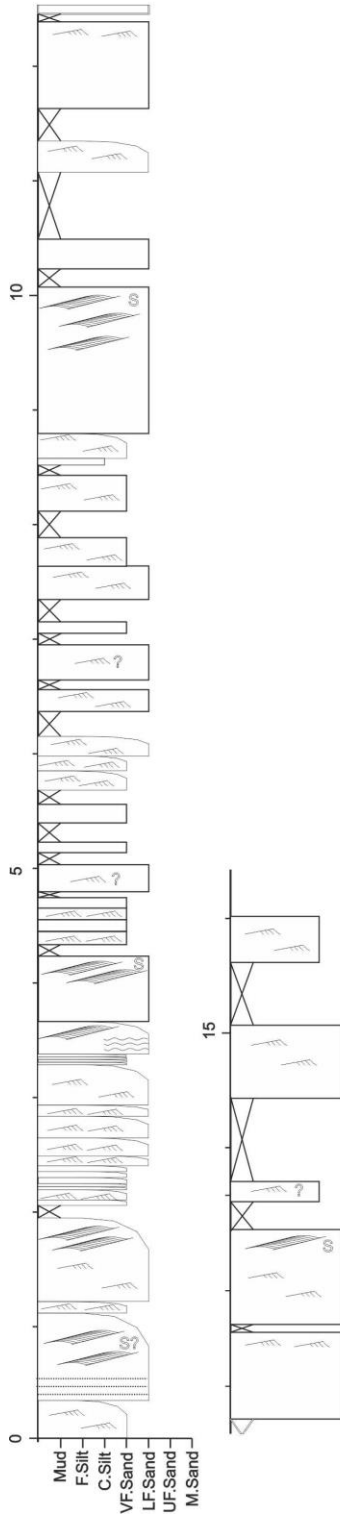 10
5
0
15
S
?
?
S
S?
?
S
Mud
F.Silt
C.Silt
VF.Sand
LF.Sand
UF.Sand
M.Sand